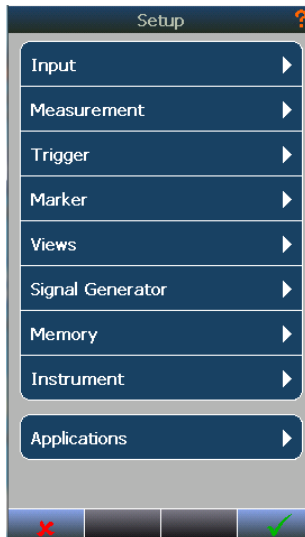 Setup ?
Input
Measurement
Trigger
Marker
Views
Signal Generator
Memory
Instrument
Applications